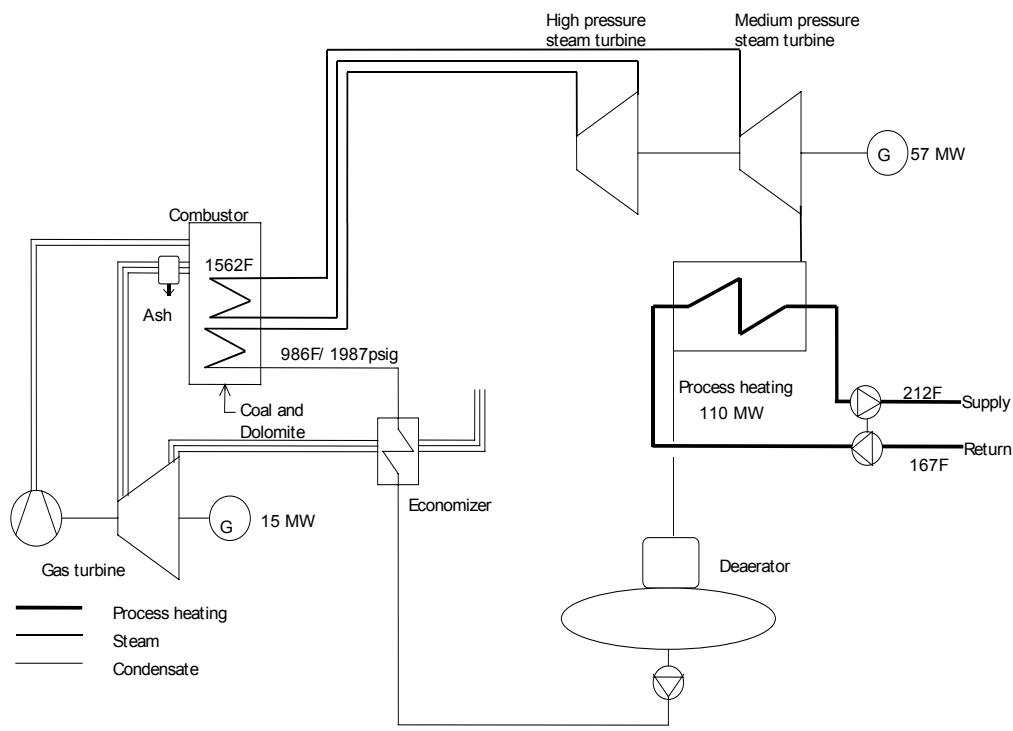 High pressure
steam turbine
Medium pressure
steam turbine
G
57 MW
Combustor
1562F
Ash
986F/ 1987psig
Coal and
Dolomite
Process heating
110 MW
212F
Supply
Return
167F
Economizer
G
15 MW
Gas turbine
Deaerator
Process heating
Steam
Condensate